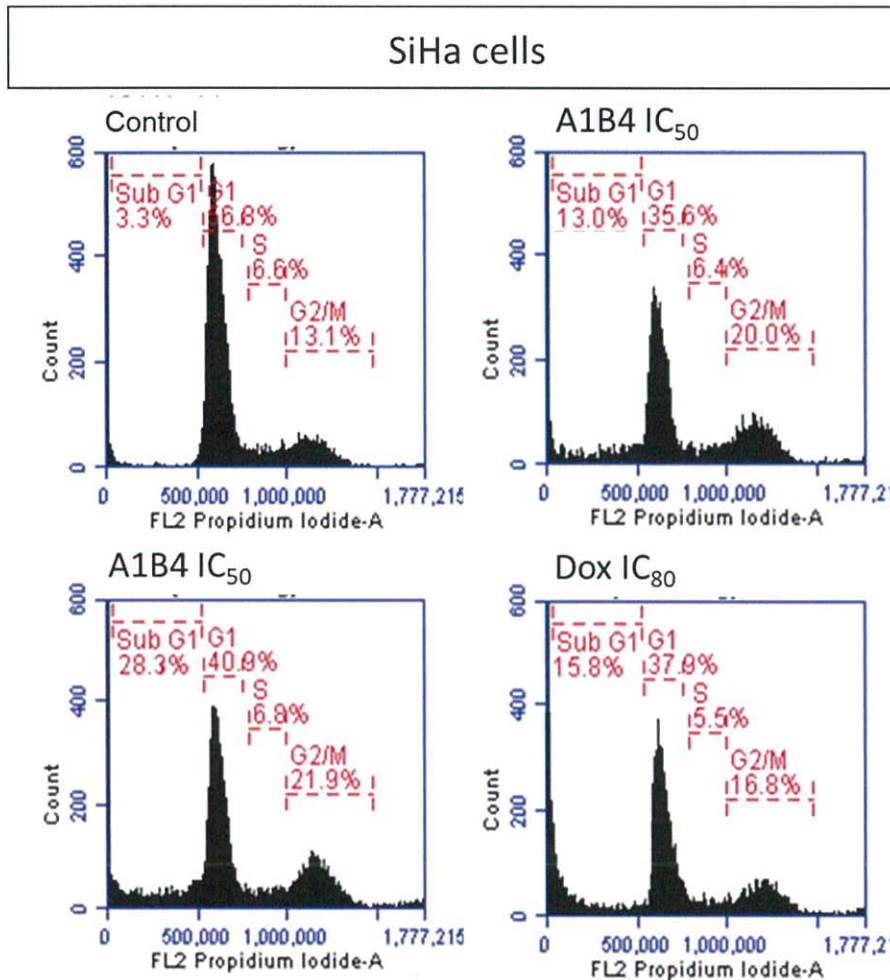 SiHa cells
Control
600
400
200
0
Count
Sub G1
3.3%
G1
S
6.6%
G2/M
13.1%
0
500,000
1,000,000
1,777,215
FL2 Propidium Iodide-A
A1B4 IC50
600
400
200
0
Count
Sub G1
13.0%
G1
35.6%
S
6.4%
G2/M
20.0%
0
500,000
1,000,000
FL2 Propidium Iodide-A
A1B4 IC50
600
400
200
0
Count
Sub G1
28.3%
G1
40.9%
S
6.8%
G2/M
21.9%
0
500,000
1,000,000
1,777,215
FL2 Propidium Iodide-A
Dox IC80
600
400
200
0
Count
Sub G1
15.8%
G1
37.9%
S
5.5%
G2/M
16.8%
0
500,000
1,000,000
FL2 Propidium Iodide-A